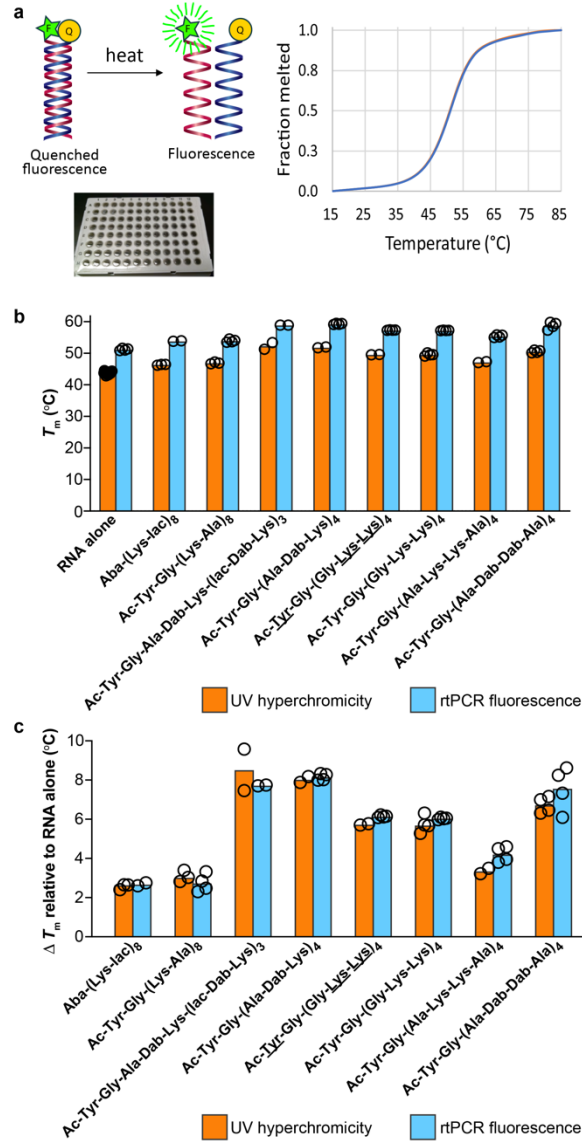 a
F
Q
heat
F
Q
Quenched
fluorescence
Fluorescence
Fraction melted
1.0
0.8
0.5
0.3
0.0
15
25
35
45
55
65
75
85
Temperature (°C)
b
Tm (°C)
60
50
40
30
20
10
0
RNA alone
Aba-(Lys-lac)8
Ac-Tyr-Gly-(Lys-Ala)8
Ac-Tyr-Gly-Ala-Dab-Lys-(lac-Dab-Lys)3
Ac-Tyr-Gly-(Ala-Dab-Lys)4
Ac-Tyr-Gly-(Gly-Lys-Lys)4
Ac-Tyr-Gly-(Gly-Lys-Lys)4
Ac-Tyr-Gly-(Ala-Lys-Lys-Ala)4
Ac-Tyr-Gly-(Ala-Dab-Dab-Ala)4
UV hyperchromicity
rtPCR fluorescence
c
Δ Tm relative to RNA alone (°C)
10
8
6
4
2
0
Aba-(Lys-lac)8
Ac-Tyr-Gly-(Lys-Ala)8
Ac-Tyr-Gly-Ala-Dab-Lys-(lac-Dab-Lys)3
Ac-Tyr-Gly-(Ala-Dab-Lys)4
Ac-Tyr-Gly-(Gly-Lys-Lys)4
Ac-Tyr-Gly-(Gly-Lys-Lys)4
Ac-Tyr-Gly-(Ala-Lys-Lys-Ala)4
Ac-Tyr-Gly-(Ala-Dab-Dab-Ala)4
UV hyperchromicity
rtPCR fluorescence